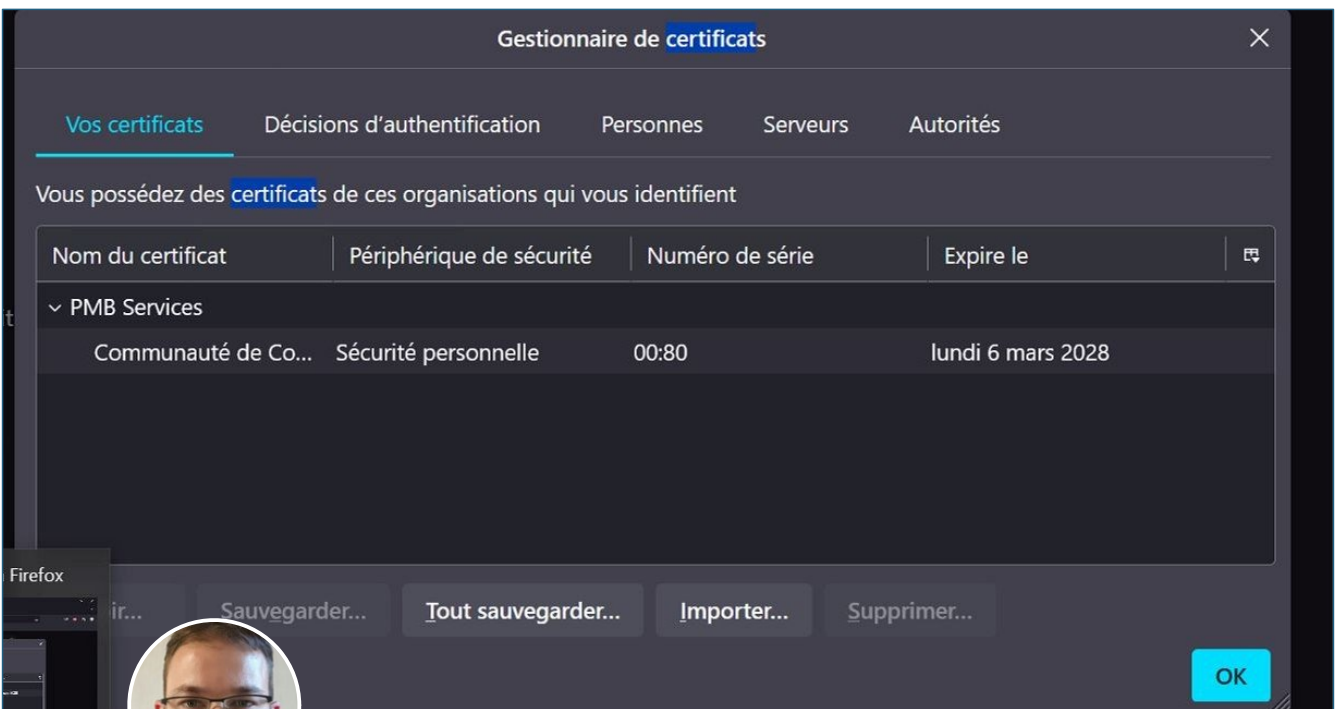 Gestionnaire de certificats
Vos certificats Décisions d'authentification Personnes Serveurs Autorités
Vous possédez des certificats de ces organisations qui vous identifient
Nom du certificat Périphérique de sécurité Numéro de série Expire le
PMB Services
Communauté de Co... Sécurité personnelle 00:80 lundi 6 mars 2028
Firefox
Sauvegarder... Tout sauvegarder... Importer... Supprimer...
OK